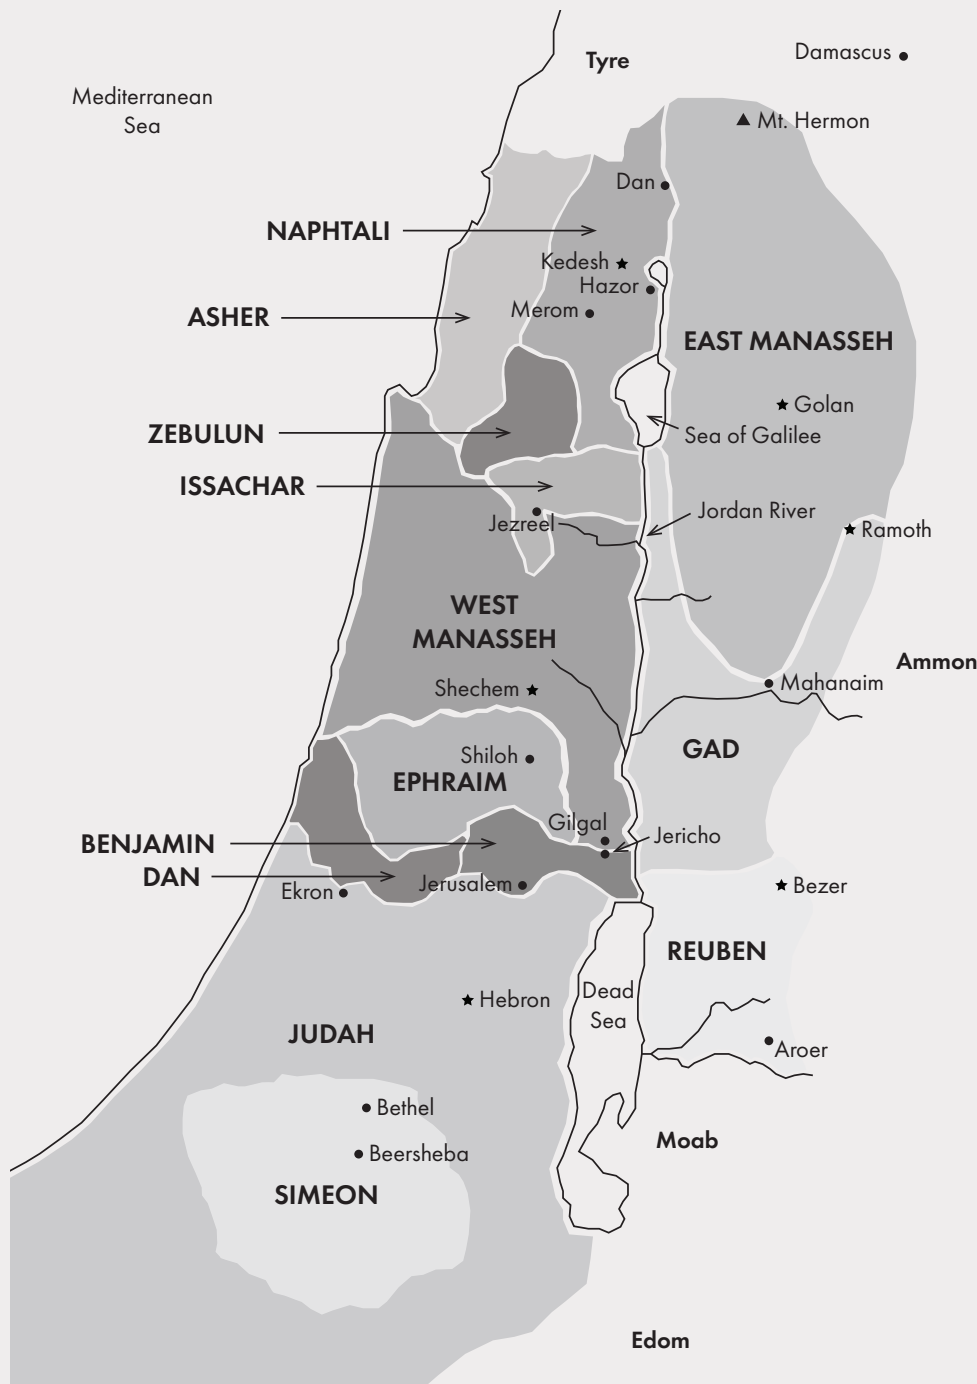 Tyre
Damascus
Mediterranean
Sea
Mt. Hermon
Dan
NAPHTALI
Kedesh
Hazor
Merom
ASHER
EAST MANASSEH
Golan
ZEBULUN
Sea of Galilee
ISSACHAR
Jordan River
Jezreel
Ramoth
WEST
MANASSEH
Ammon
Shechem
Mahanaim
GAD
Shiloh
EPHRAIM
Gilgal
Jericho
BENJAMIN
DAN
Ekron
Jerusalem
Bezer
REUBEN
Dead
Sea
Hebron
JUDAH
Aroer
Bethel
Moab
Beersheba
SIMEON
Edom